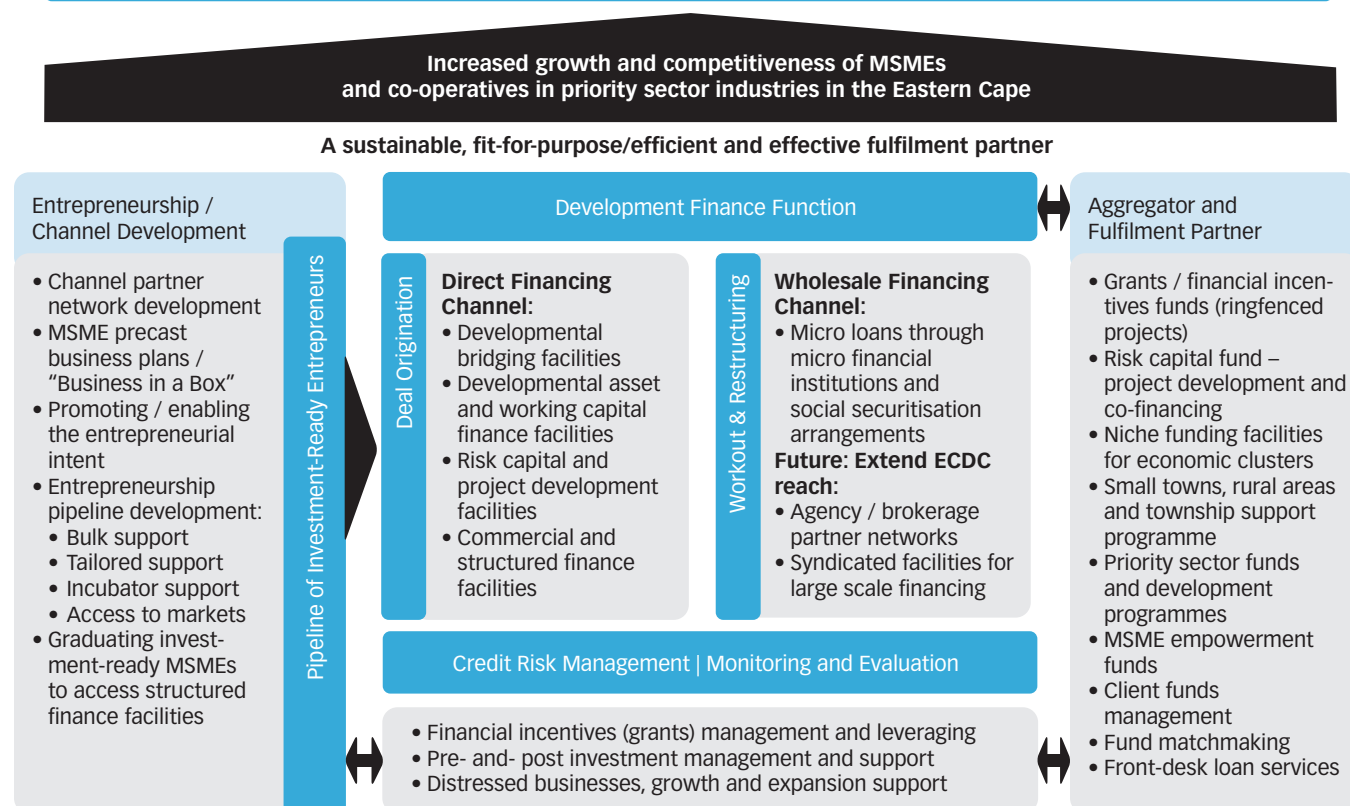 Increased growth and competitiveness of MSMEs
and co-operatives in priority sector industries in the Eastern Cape
A sustainable, fit-for-purpose/efficient and effective fulfilment partner
Entrepreneurship /
Channel Development
• Channel partner
network development
• MSME precast
business plans /
“Business in a Box”
• Promoting / enabling
the entrepreneurial
intent
• Entrepreneurship
pipeline development:
• Bulk support
• Tailored support
• Incubator support
• Access to markets
• Graduating invest-
ment-ready MSMEs
to access structured
finance facilities
Pipeline of Investment-Ready Entrepreneurs
Development Finance Function
Deal Origination
Direct Financing
Channel:
• Developmental
bridging facilities
• Developmental asset
and working capital
finance facilities
• Risk capital and
project development
facilities
• Commercial and
structured finance
facilities
Workout & Restructuring
Wholesale Financing
Channel:
• Micro loans through
micro financial
institutions and
social securitisation
arrangements
Future: Extend ECDC
reach:
• Agency / brokerage
partner networks
• Syndicated facilities for
large scale financing
Credit Risk Management | Monitoring and Evaluation
• Financial incentives (grants) management and leveraging
• Pre- and- post investment management and support
• Distressed businesses, growth and expansion support
Aggregator and
Fulfilment Partner
• Grants / financial incen-
tives funds (ringfenced
projects)
• Risk capital fund –
project development and
co-financing
• Niche funding facilities
for economic clusters
• Small towns, rural areas
and township support
programme
• Priority sector funds
and development
programmes
• MSME empowerment
funds
• Client funds
management
• Fund matchmaking
• Front-desk loan services